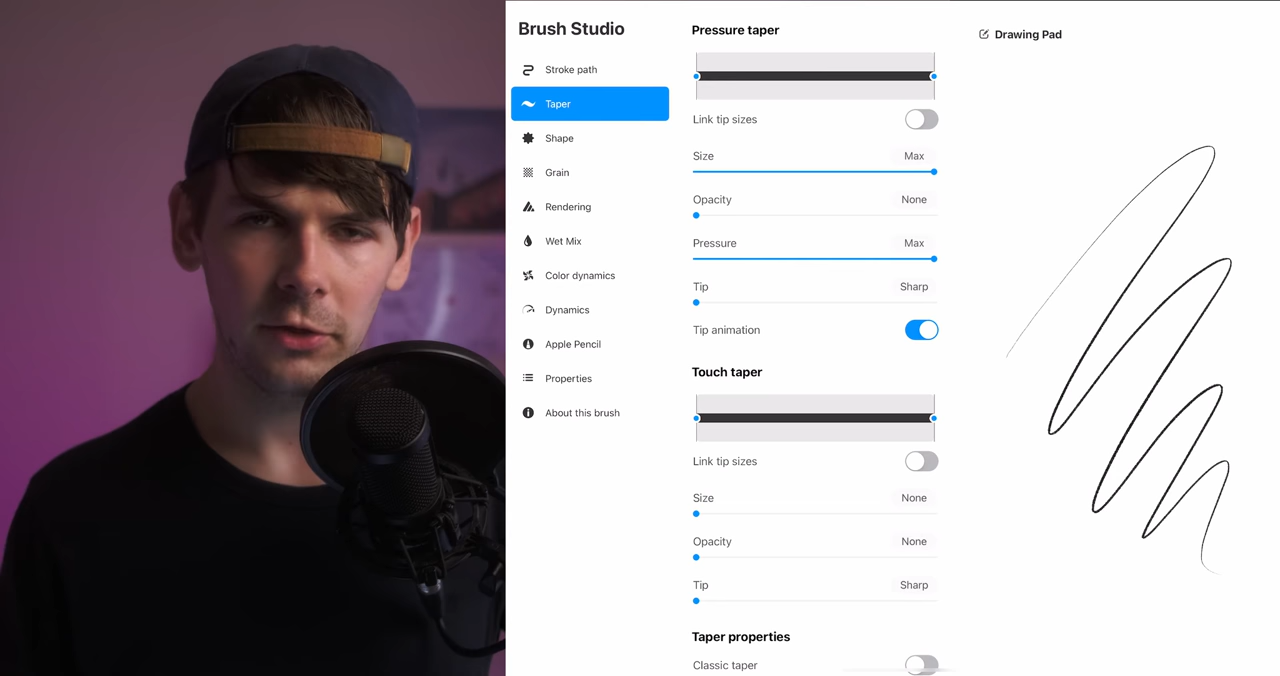 Brush Studio
Stroke path
Taper
Shape
Grain
Rendering
Wet Mix
Color dynamics
Dynamics
Apple Pencil
Properties
About this brush
Pressure taper
Link tip sizes
Size Max
Opacity None
Pressure Max
Tip Sharp
Tip animation
Touch taper
Link tip sizes
Size None
Opacity None
Tip Sharp
Taper properties
Classic taper
Drawing Pad